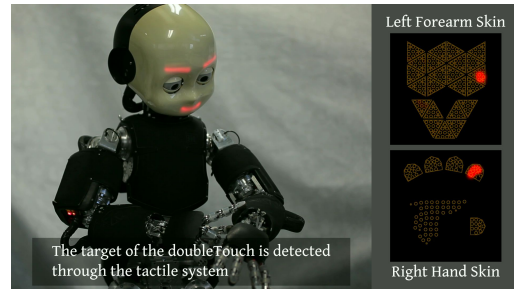 Left Forearm Skin
The target of the doubleTouch is detected
through the tactile system
Right Hand Skin